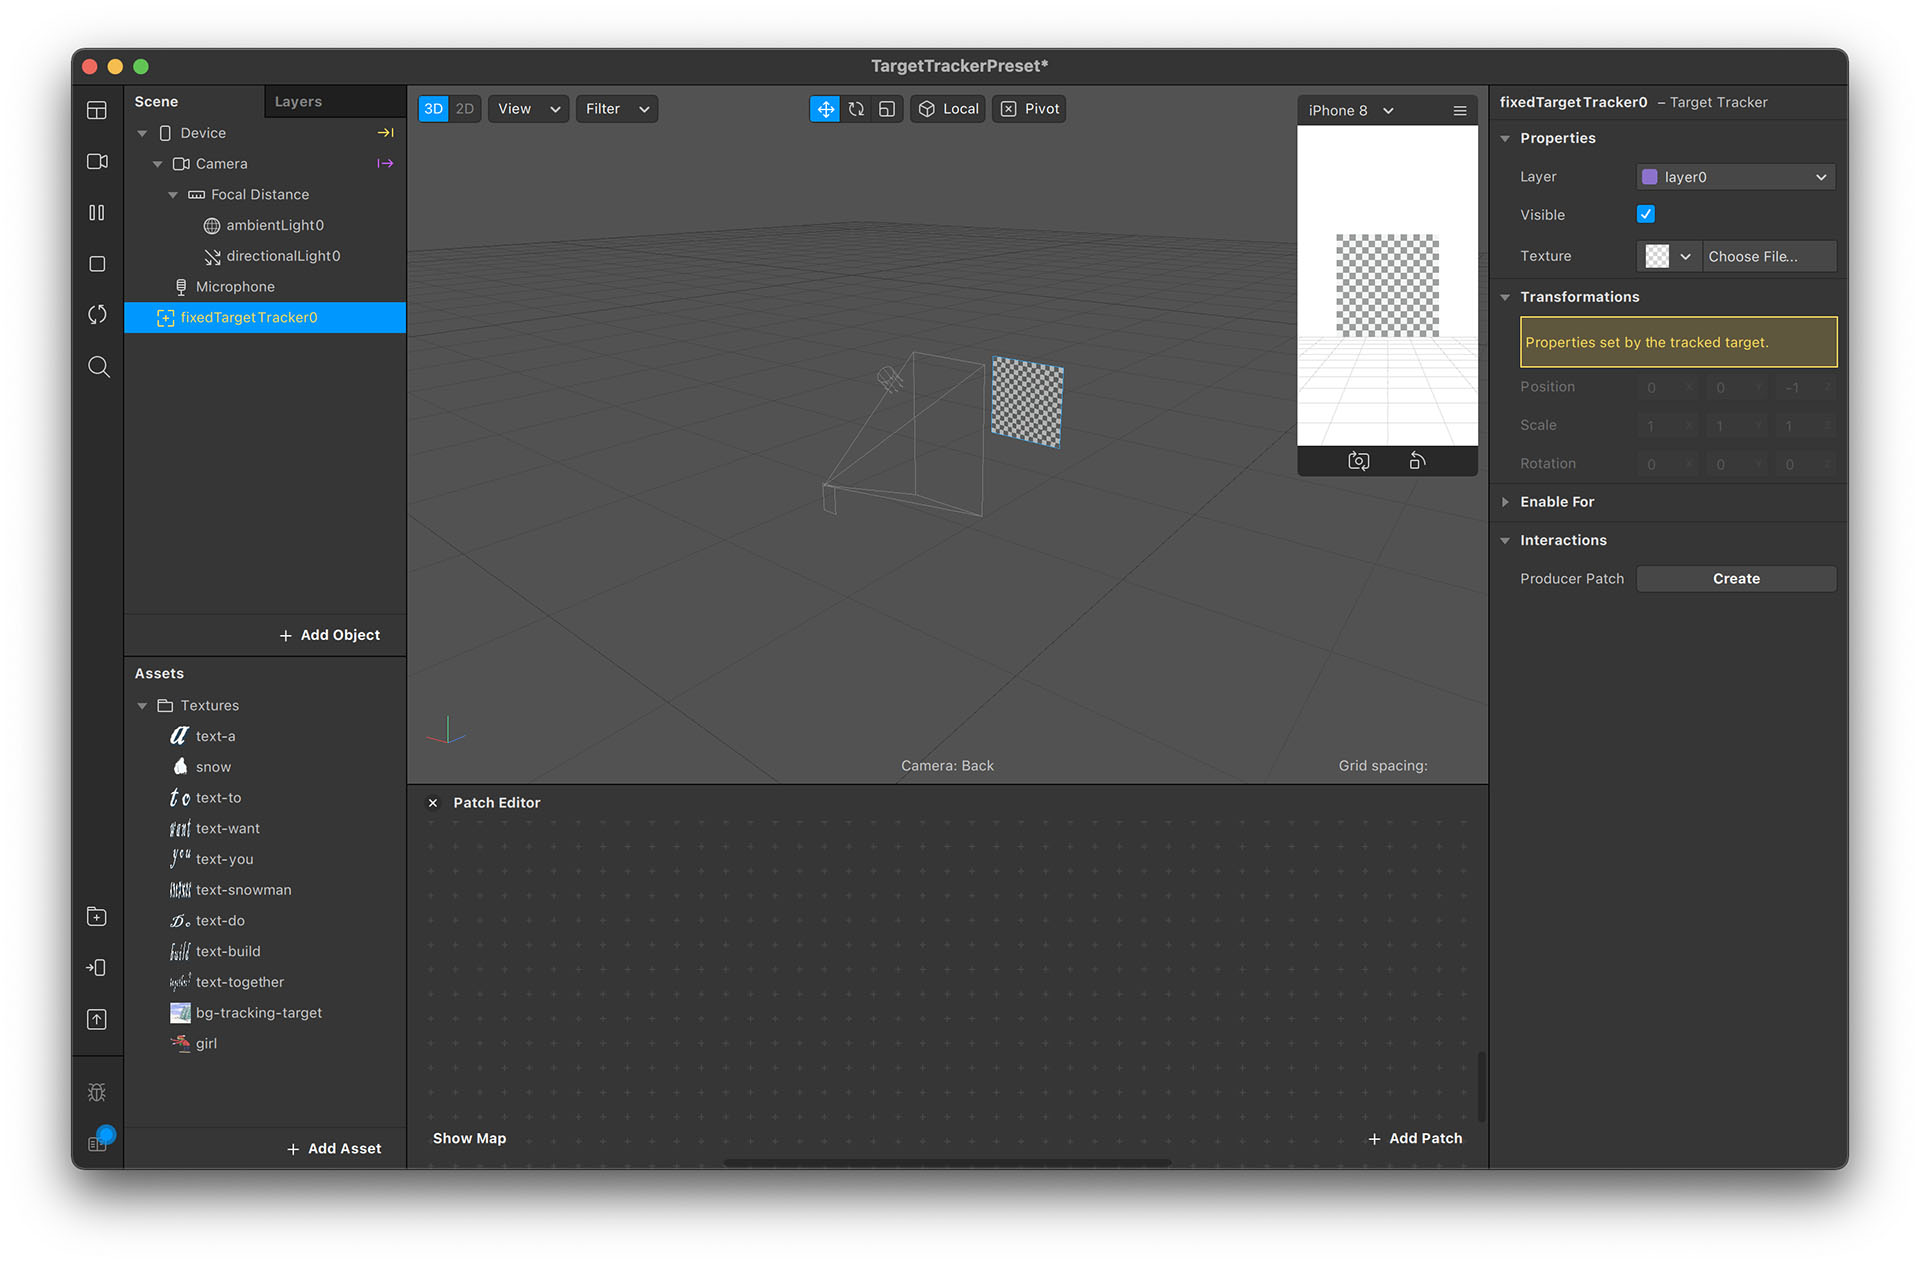 TargetTrackerPreset*
Scene
Layers
Device
Camera
Focal Distance
ambientLight0
directionalLight0
Microphone
fixedTargetTracker0
+ Add Object
Assets
Textures
text-a
snow
text-to
text-want
text-you
text-snowman
text-do
text-build
text-together
bg-tracking-target
girl
+ Add Asset
3D 2D View Filter
Local Pivot
iPhone 8
Camera: Back
Grid spacing:
Patch Editor
Show Map
+ Add Patch
fixedTargetTracker0 – Target Tracker
Properties
Layer layer0
Visible
Texture Choose File...
Transformations
Properties set by the tracked target.
Position 0 X 0 Y -1 Z
Scale 1 X 1 Y 1 Z
Rotation 0 X 0 Y 0 Z
Enable For
Interactions
Producer Patch Create